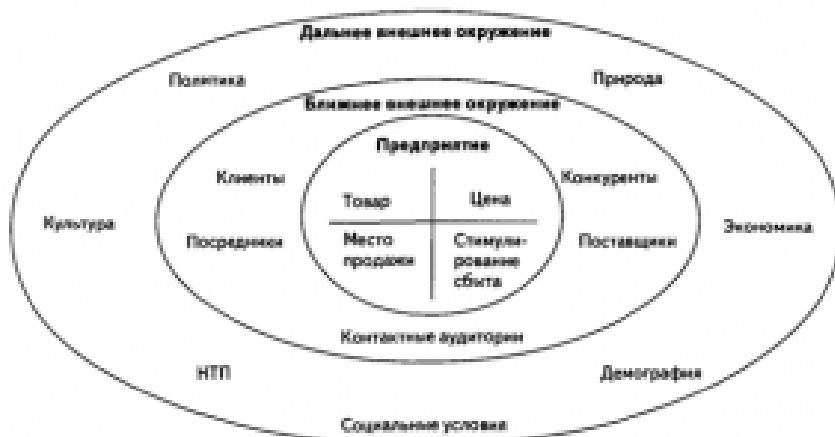 Дальнее внешнее окружение
Политика
Природа
Ближнее внешнее окружение
Предприятие
Клиенты
Конкуренты
Товар
Цена
Культура
Экономика
Посредники
Место
продажи
Стимули-
рование
сбыта
Поставщики
Контактные аудитории
НТП
Демография
Социальные условия